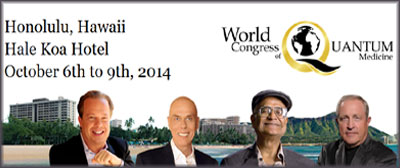 Honolulu, Hawaii
Hale Koa Hotel
October 6th to 9th, 2014
World
Congress
of QUANTUM
Medicine